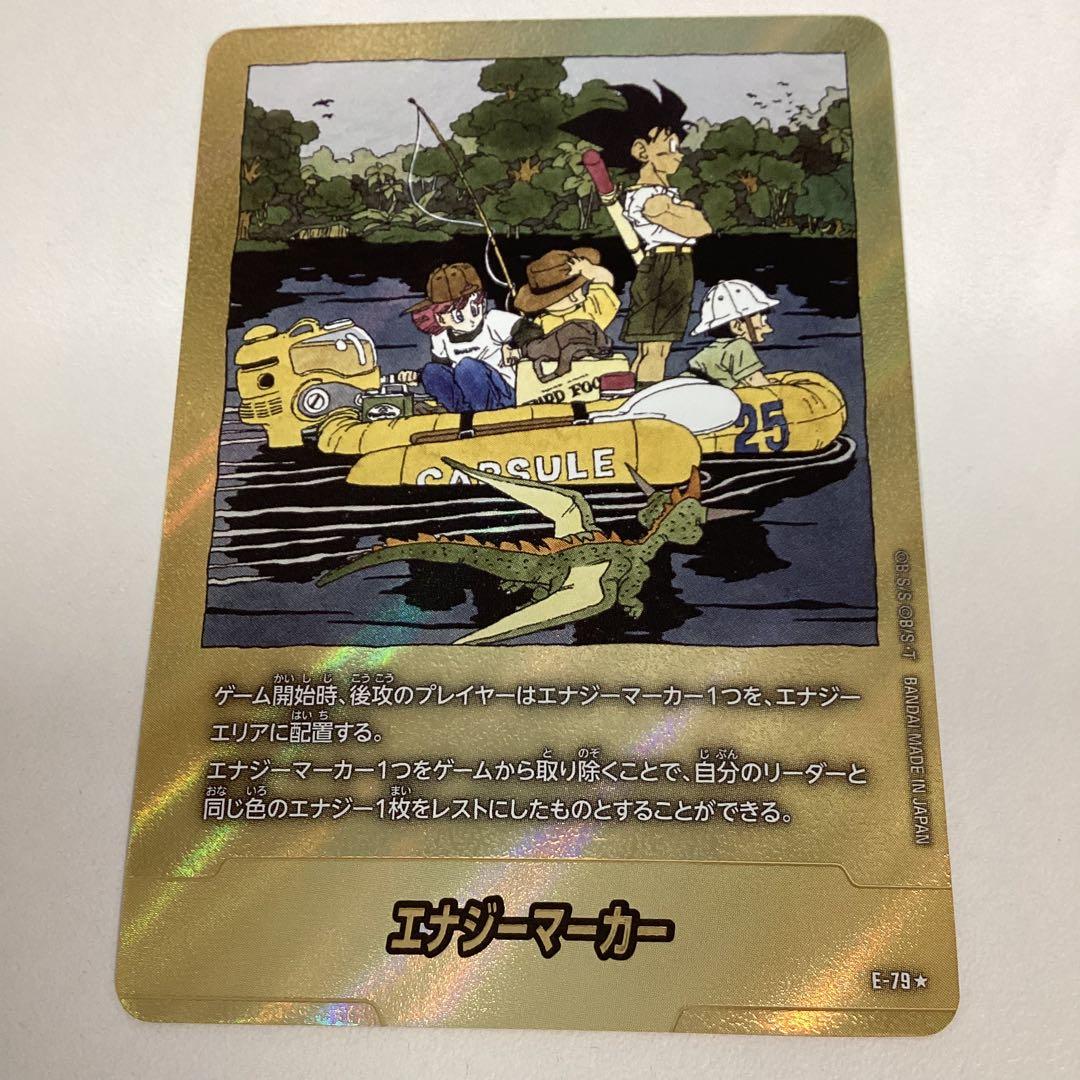 CAPSULE
25
ゲーム開始時、後攻のプレイヤーはエナジーマーカー1つを、エナジー
エリアに配置する。
エナジーマーカー1つをゲームから取り除くことで、自分のリーダーと
同じ色のエナジー1枚をレストにしたものとすることができる。
エナジーマーカー
E-79★
©B.S.S ©B/S・T BANDAI MADE IN JAPAN